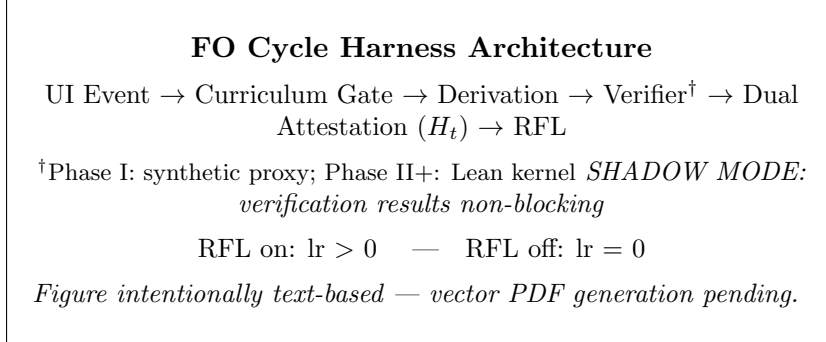 FO Cycle Harness Architecture
UI Event → Curriculum Gate → Derivation → Verifier† → Dual
Attestation (Ht) → RFL
†Phase I: synthetic proxy; Phase II+: Lean kernel SHADOW MODE:
verification results non-blocking
RFL on: lr > 0 — RFL off: lr = 0
Figure intentionally text-based — vector PDF generation pending.